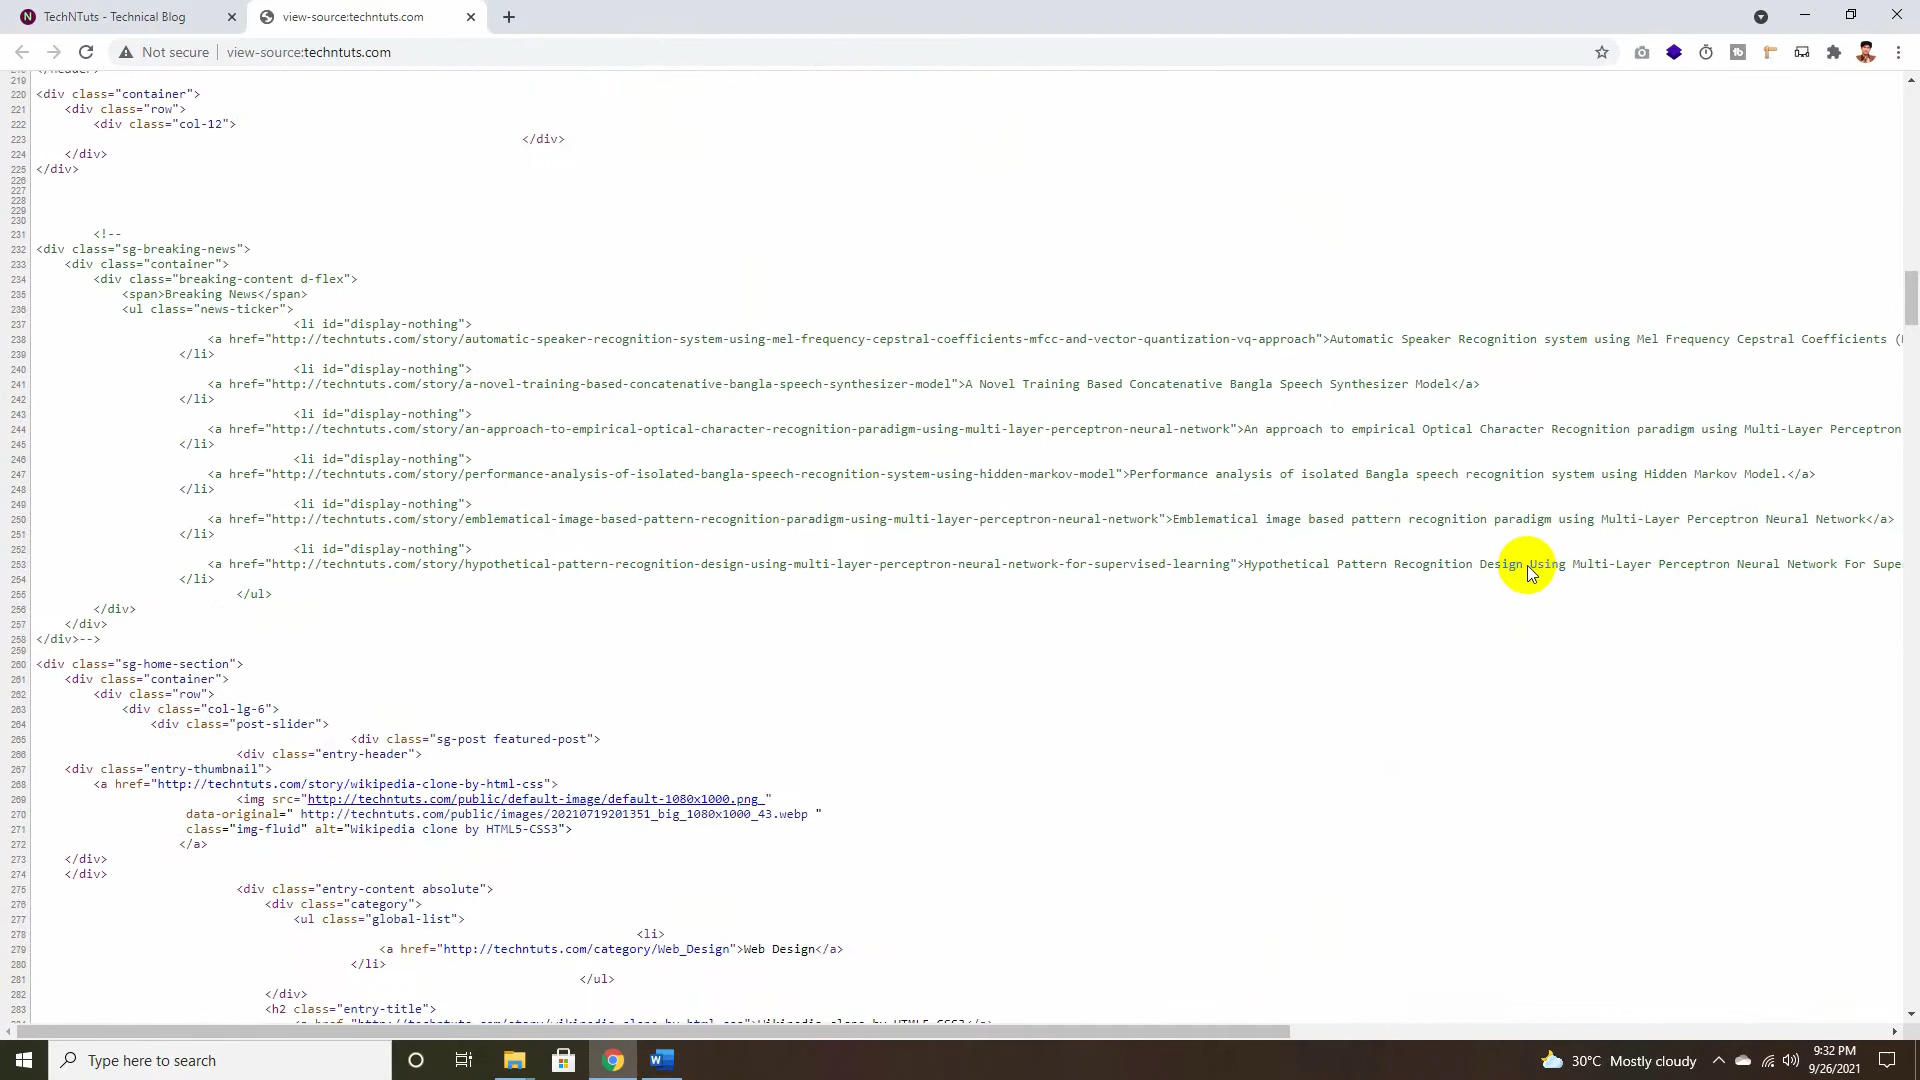 TechNTuts - Technical Blog
view-source:techntuts.com
Not secure
view-source:techntuts.com
219
220 <div class="container">
221 <div class="row">
222 <div class="col-12">
223 </div>
224 </div>
225 </div>
226
227
228
229
230
231 <!--
232 <div class="sg-breaking-news">
233 <div class="container">
234 <div class="breaking-content d-flex">
235 <span>Breaking News</span>
236 <ul class="news-ticker">
237 <li id="display-nothing">
238 <a href="http://techntuts.com/story/automatic-speaker-recognition-system-using-mel-frequency-cepstral-coefficients-mfcc-and-vector-quantization-vq-approach">Automatic Speaker Recognition system using Mel Frequency Cepstral Coefficients (
239 </li>
240 <li id="display-nothing">
241 <a href="http://techntuts.com/story/a-novel-training-based-concatenative-bangla-speech-synthesizer-model">A Novel Training Based Concatenative Bangla Speech Synthesizer Model</a>
242 </li>
243 <li id="display-nothing">
244 <a href="http://techntuts.com/story/an-approach-to-empirical-optical-character-recognition-paradigm-using-multi-layer-perceptron-neural-network">An approach to empirical Optical Character Recognition paradigm using Multi-Layer Perceptron
245 </li>
246 <li id="display-nothing">
247 <a href="http://techntuts.com/story/performance-analysis-of-isolated-bangla-speech-recognition-system-using-hidden-markov-model">Performance analysis of isolated Bangla speech recognition system using Hidden Markov Model.</a>
248 </li>
249 <li id="display-nothing">
250 <a href="http://techntuts.com/story/emblematical-image-based-pattern-recognition-paradigm-using-multi-layer-perceptron-neural-network">Emblematical image based pattern recognition paradigm using Multi-Layer Perceptron Neural Network</a>
251 </li>
252 <li id="display-nothing">
253 <a href="http://techntuts.com/story/hypothetical-pattern-recognition-design-using-multi-layer-perceptron-neural-network-for-supervised-learning">Hypothetical Pattern Recognition Design Using Multi-Layer Perceptron Neural Network For Supe
254 </li>
255 </ul>
256 </div>
257 </div>
258 </div>-->
259
260 <div class="sg-home-section">
261 <div class="container">
262 <div class="row">
263 <div class="col-lg-6">
264 <div class="post-slider">
265 <div class="sg-post featured-post">
266 <div class="entry-header">
267 <div class="entry-thumbnail">
268 <a href="http://techntuts.com/story/wikipedia-clone-by-html-css">
269 <img src="http://techntuts.com/public/default-image/default-1080x1000.png "
270 data-original=" http://techntuts.com/public/images/20210719201351_big_1080x1000_43.webp "
271 class="img-fluid" alt="Wikipedia clone by HTML5-CSS3">
272 </a>
273 </div>
274 </div>
275 <div class="entry-content absolute">
276 <div class="category">
277 <ul class="global-list">
278 <li>
279 <a href="http://techntuts.com/category/Web_Design">Web Design</a>
280 </li>
281 </ul>
282 </div>
283 <h2 class="entry-title">
Type here to search
30°C Mostly cloudy
9:32 PM
9/26/2021